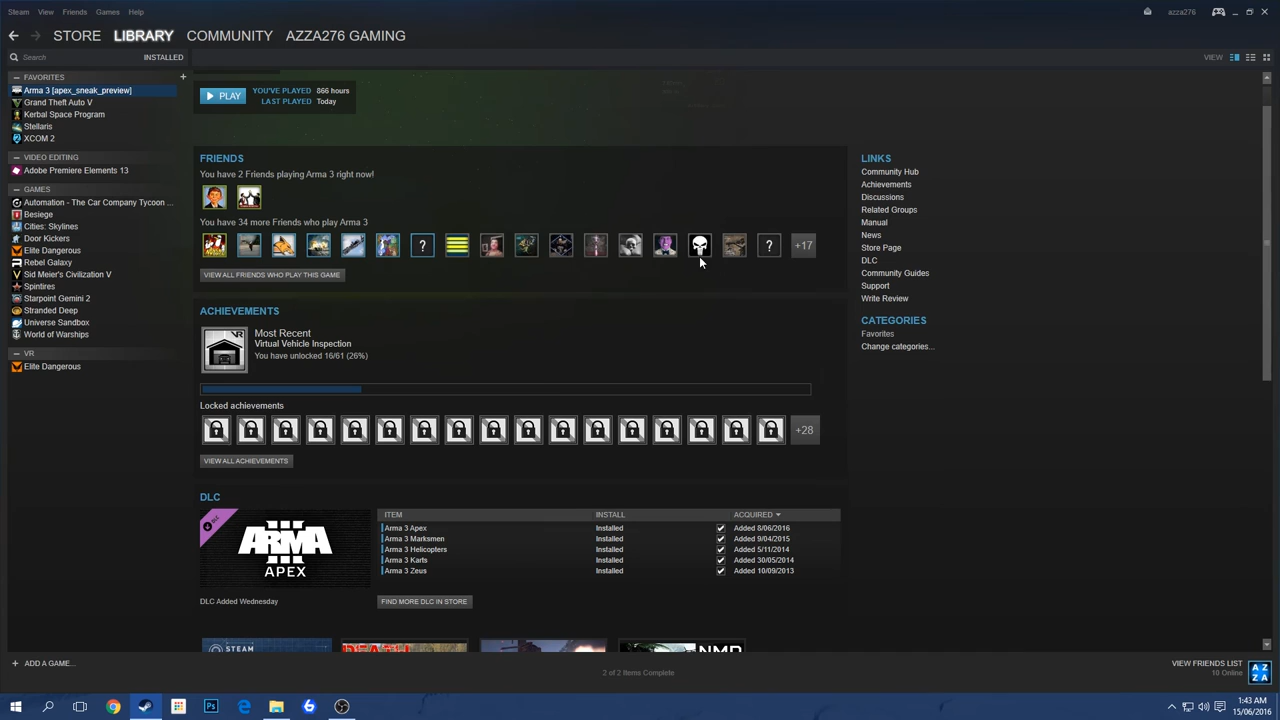 Steam View Friends Games Help
azza276
STORE LIBRARY COMMUNITY AZZA276 GAMING
Search INSTALLED
VIEW
FAVORITES +
Arma 3 [apex_sneak_preview]
Grand Theft Auto V
Kerbal Space Program
Stellaris
XCOM 2
VIDEO EDITING
Adobe Premiere Elements 13
GAMES
Automation - The Car Company Tycoon ...
Besiege
Cities: Skylines
Door Kickers
Elite Dangerous
Rebel Galaxy
Sid Meier's Civilization V
Spintires
Starpoint Gemini 2
Stranded Deep
Universe Sandbox
World of Warships
VR
Elite Dangerous
+ ADD A GAME...
PLAY
YOU'VE PLAYED 866 hours
LAST PLAYED Today
FRIENDS
You have 2 Friends playing Arma 3 right now!
You have 34 more Friends who play Arma 3
? ? +17
VIEW ALL FRIENDS WHO PLAY THIS GAME
ACHIEVEMENTS
VR
Most Recent
Virtual Vehicle Inspection
You have unlocked 16/61 (26%)
Locked achievements
+28
VIEW ALL ACHIEVEMENTS
DLC
ARMA III
APEX
DLC Added Wednesday
ITEM INSTALL ACQUIRED
Arma 3 Apex Installed Added 8/06/2016
Arma 3 Marksmen Installed Added 9/04/2015
Arma 3 Helicopters Installed Added 5/11/2014
Arma 3 Karts Installed Added 30/05/2014
Arma 3 Zeus Installed Added 10/09/2013
FIND MORE DLC IN STORE
STEAM
LINKS
Community Hub
Achievements
Discussions
Related Groups
Manual
News
Store Page
DLC
Community Guides
Support
Write Review
CATEGORIES
Favorites
Change categories...
2 of 2 Items Complete
VIEW FRIENDS LIST
10 Online
AZ
ZA
Ps
1:43 AM
15/06/2016